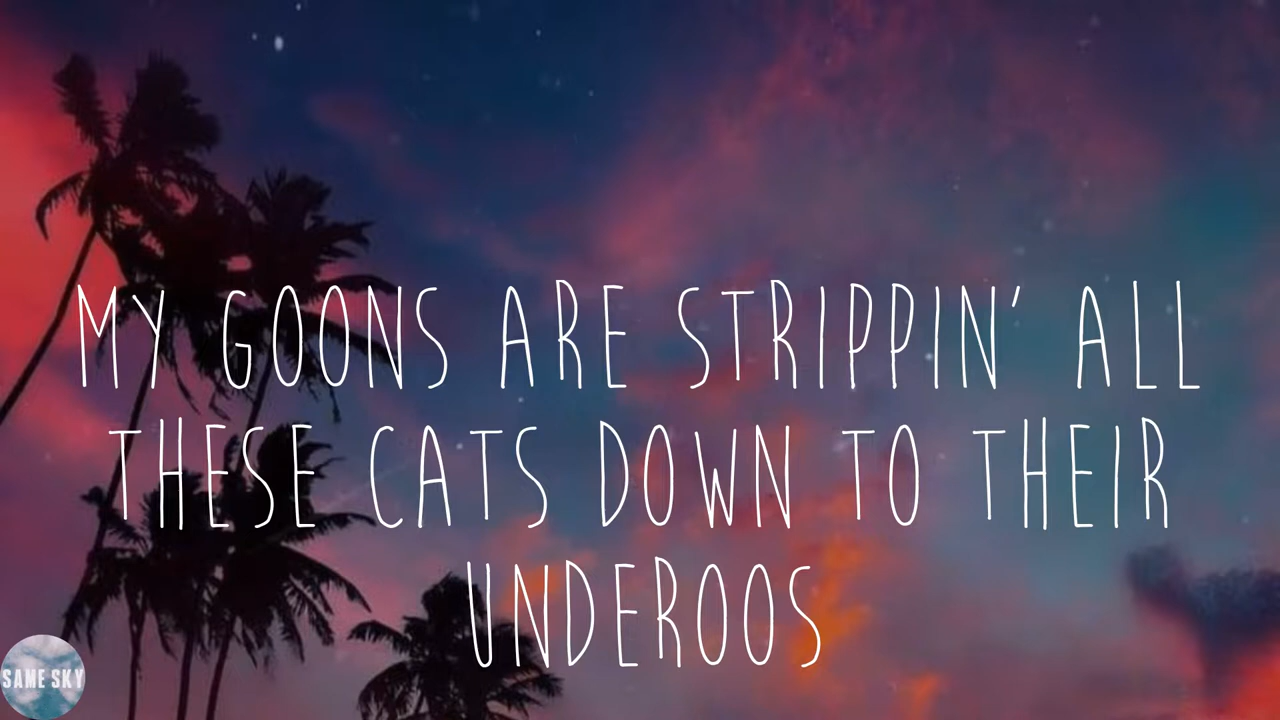 MY GOONS ARE STRIPPIN' ALL
THESE CATS DOWN TO THEIR
UNDEROOS
SAME SKY